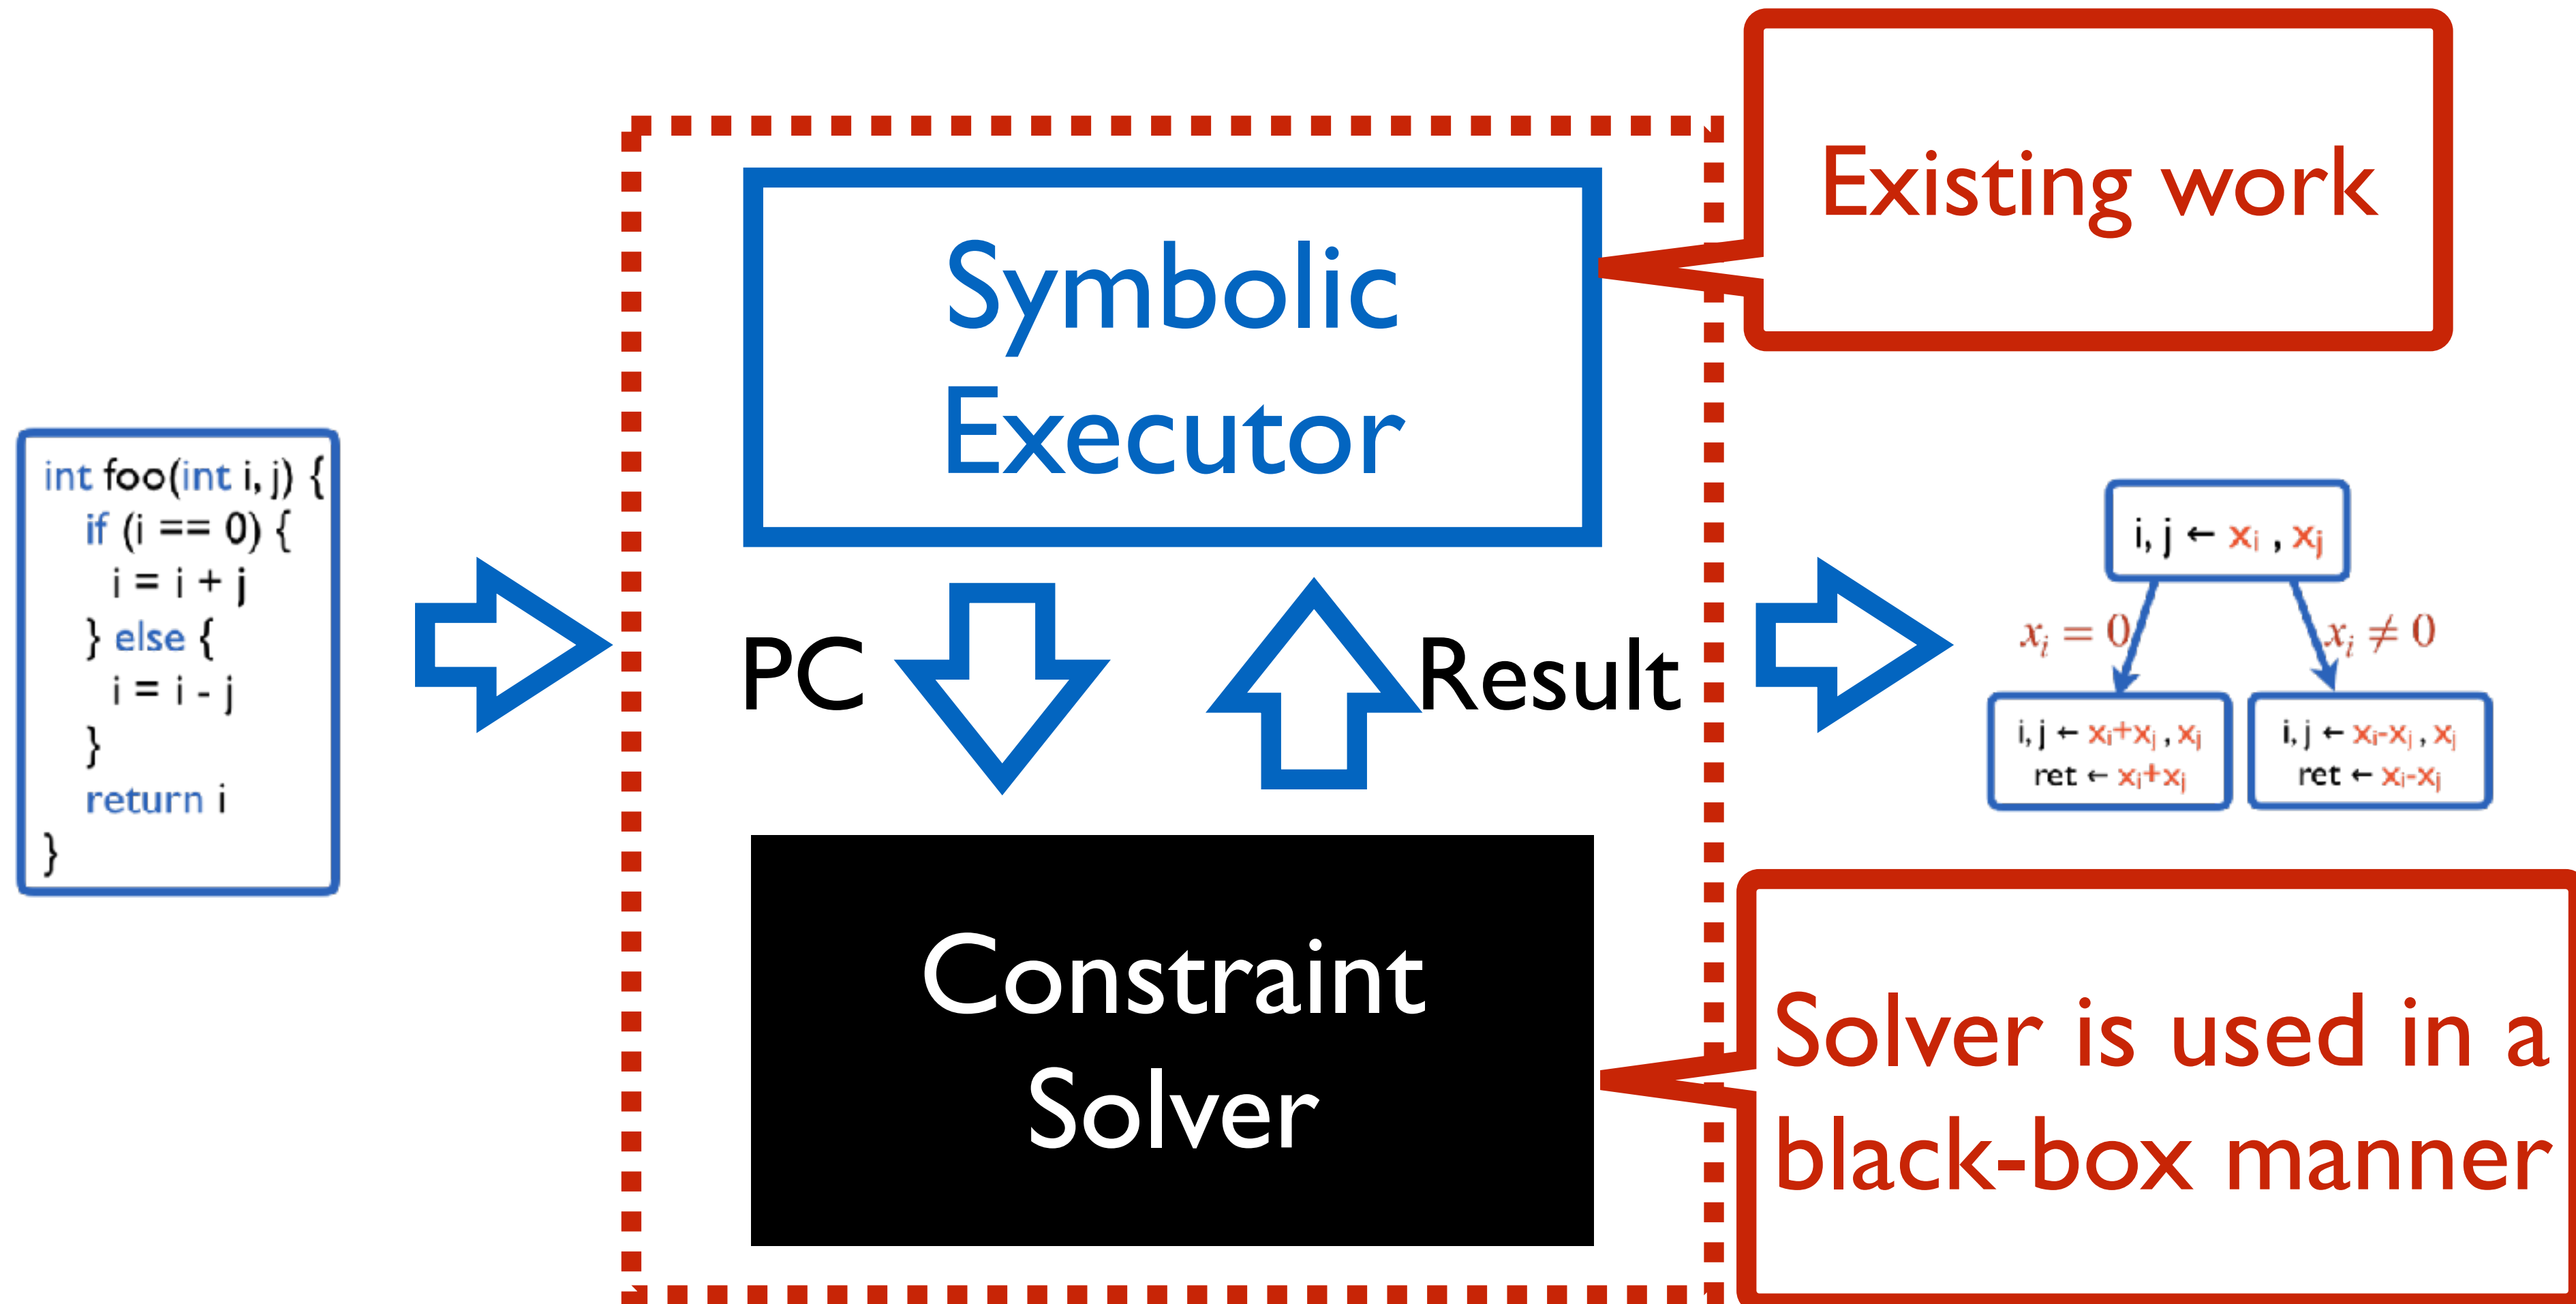 int foo(int i, j) {
if (i == 0) {
i = i + j
} else {
i = i - j
}
return i
}
Symbolic
Executor
PC
Result
Constraint
Solver
Existing work
i, j ← xᵢ , xⱼ
xᵢ = 0
xᵢ ≠ 0
i, j ← xᵢ+xⱼ , xⱼ
ret ← xᵢ+xⱼ
i, j ← xᵢ-xⱼ , xⱼ
ret ← xᵢ-xⱼ
Solver is used in a
black-box manner